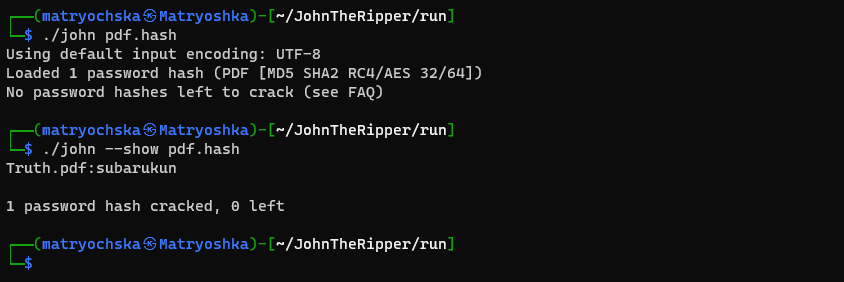 ┌──(matryochska㉿Matryoshka)-[~/JohnTheRipper/run]
└─$ ./john pdf.hash
Using default input encoding: UTF-8
Loaded 1 password hash (PDF [MD5 SHA2 RC4/AES 32/64])
No password hashes left to crack (see FAQ)
┌──(matryochska㉿Matryoshka)-[~/JohnTheRipper/run]
└─$ ./john --show pdf.hash
Truth.pdf:subarukun
1 password hash cracked, 0 left
┌──(matryochska㉿Matryoshka)-[~/JohnTheRipper/run]
└─$